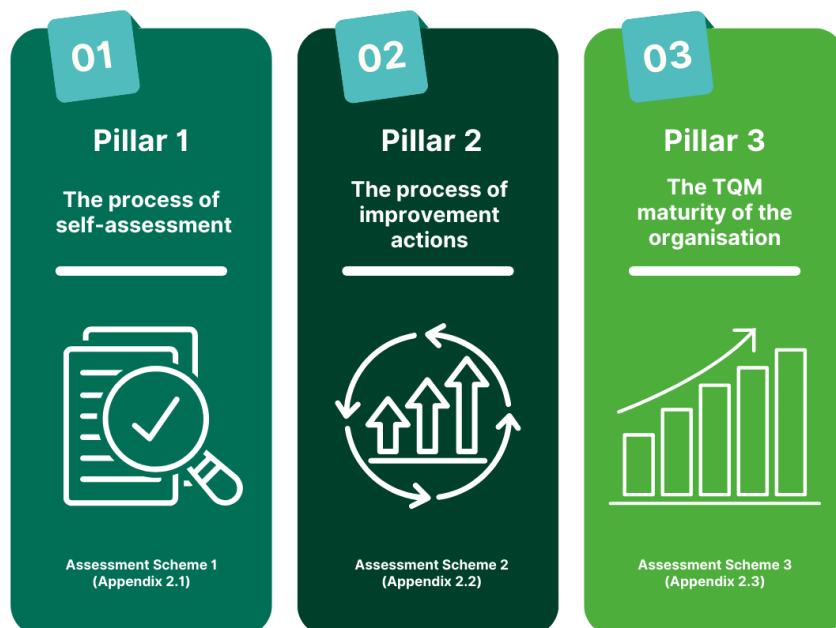 01
Pillar 1
The process of
self-assessment
Assessment Scheme 1
(Appendix 2.1)
02
Pillar 2
The process of
improvement
actions
Assessment Scheme 2
(Appendix 2.2)
03
Pillar 3
The TQM
maturity of the
organisation
Assessment Scheme 3
(Appendix 2.3)